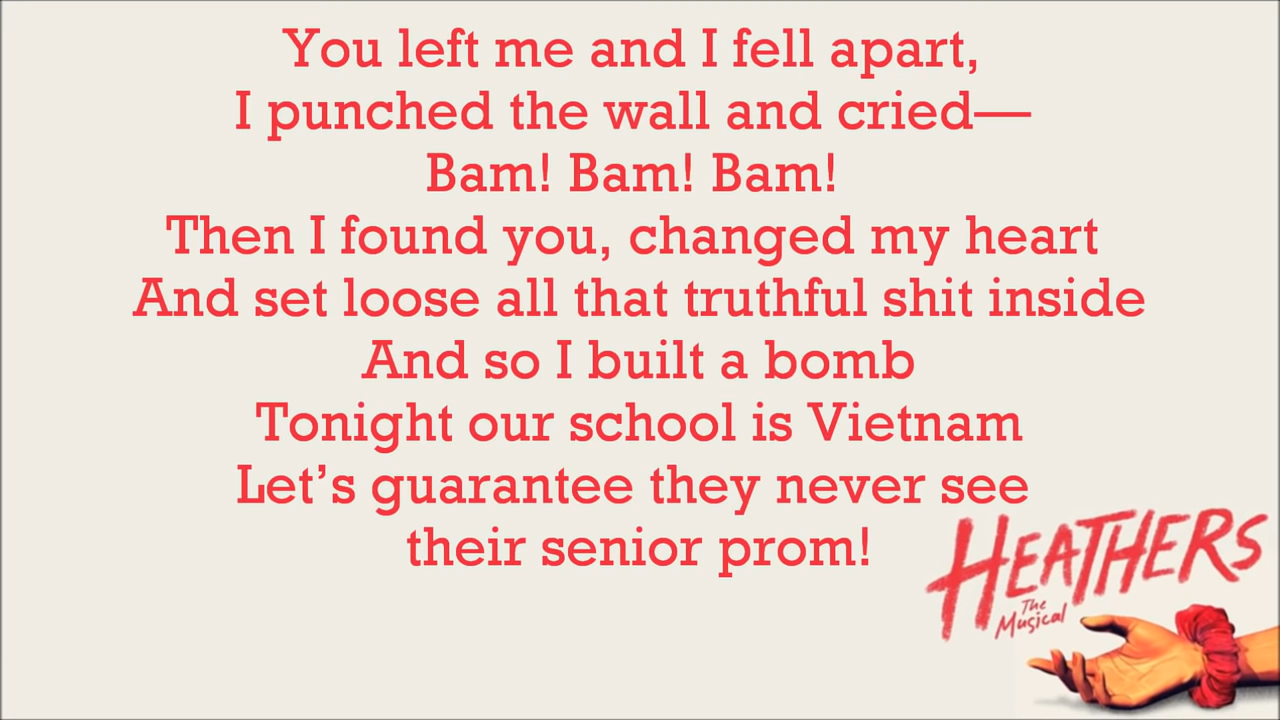 You left me and I fell apart,
I punched the wall and cried—
Bam! Bam! Bam!
Then I found you, changed my heart
And set loose all that truthful shit inside
And so I built a bomb
Tonight our school is Vietnam
Let’s guarantee they never see
their senior prom!
HEATHERS
The
Musical